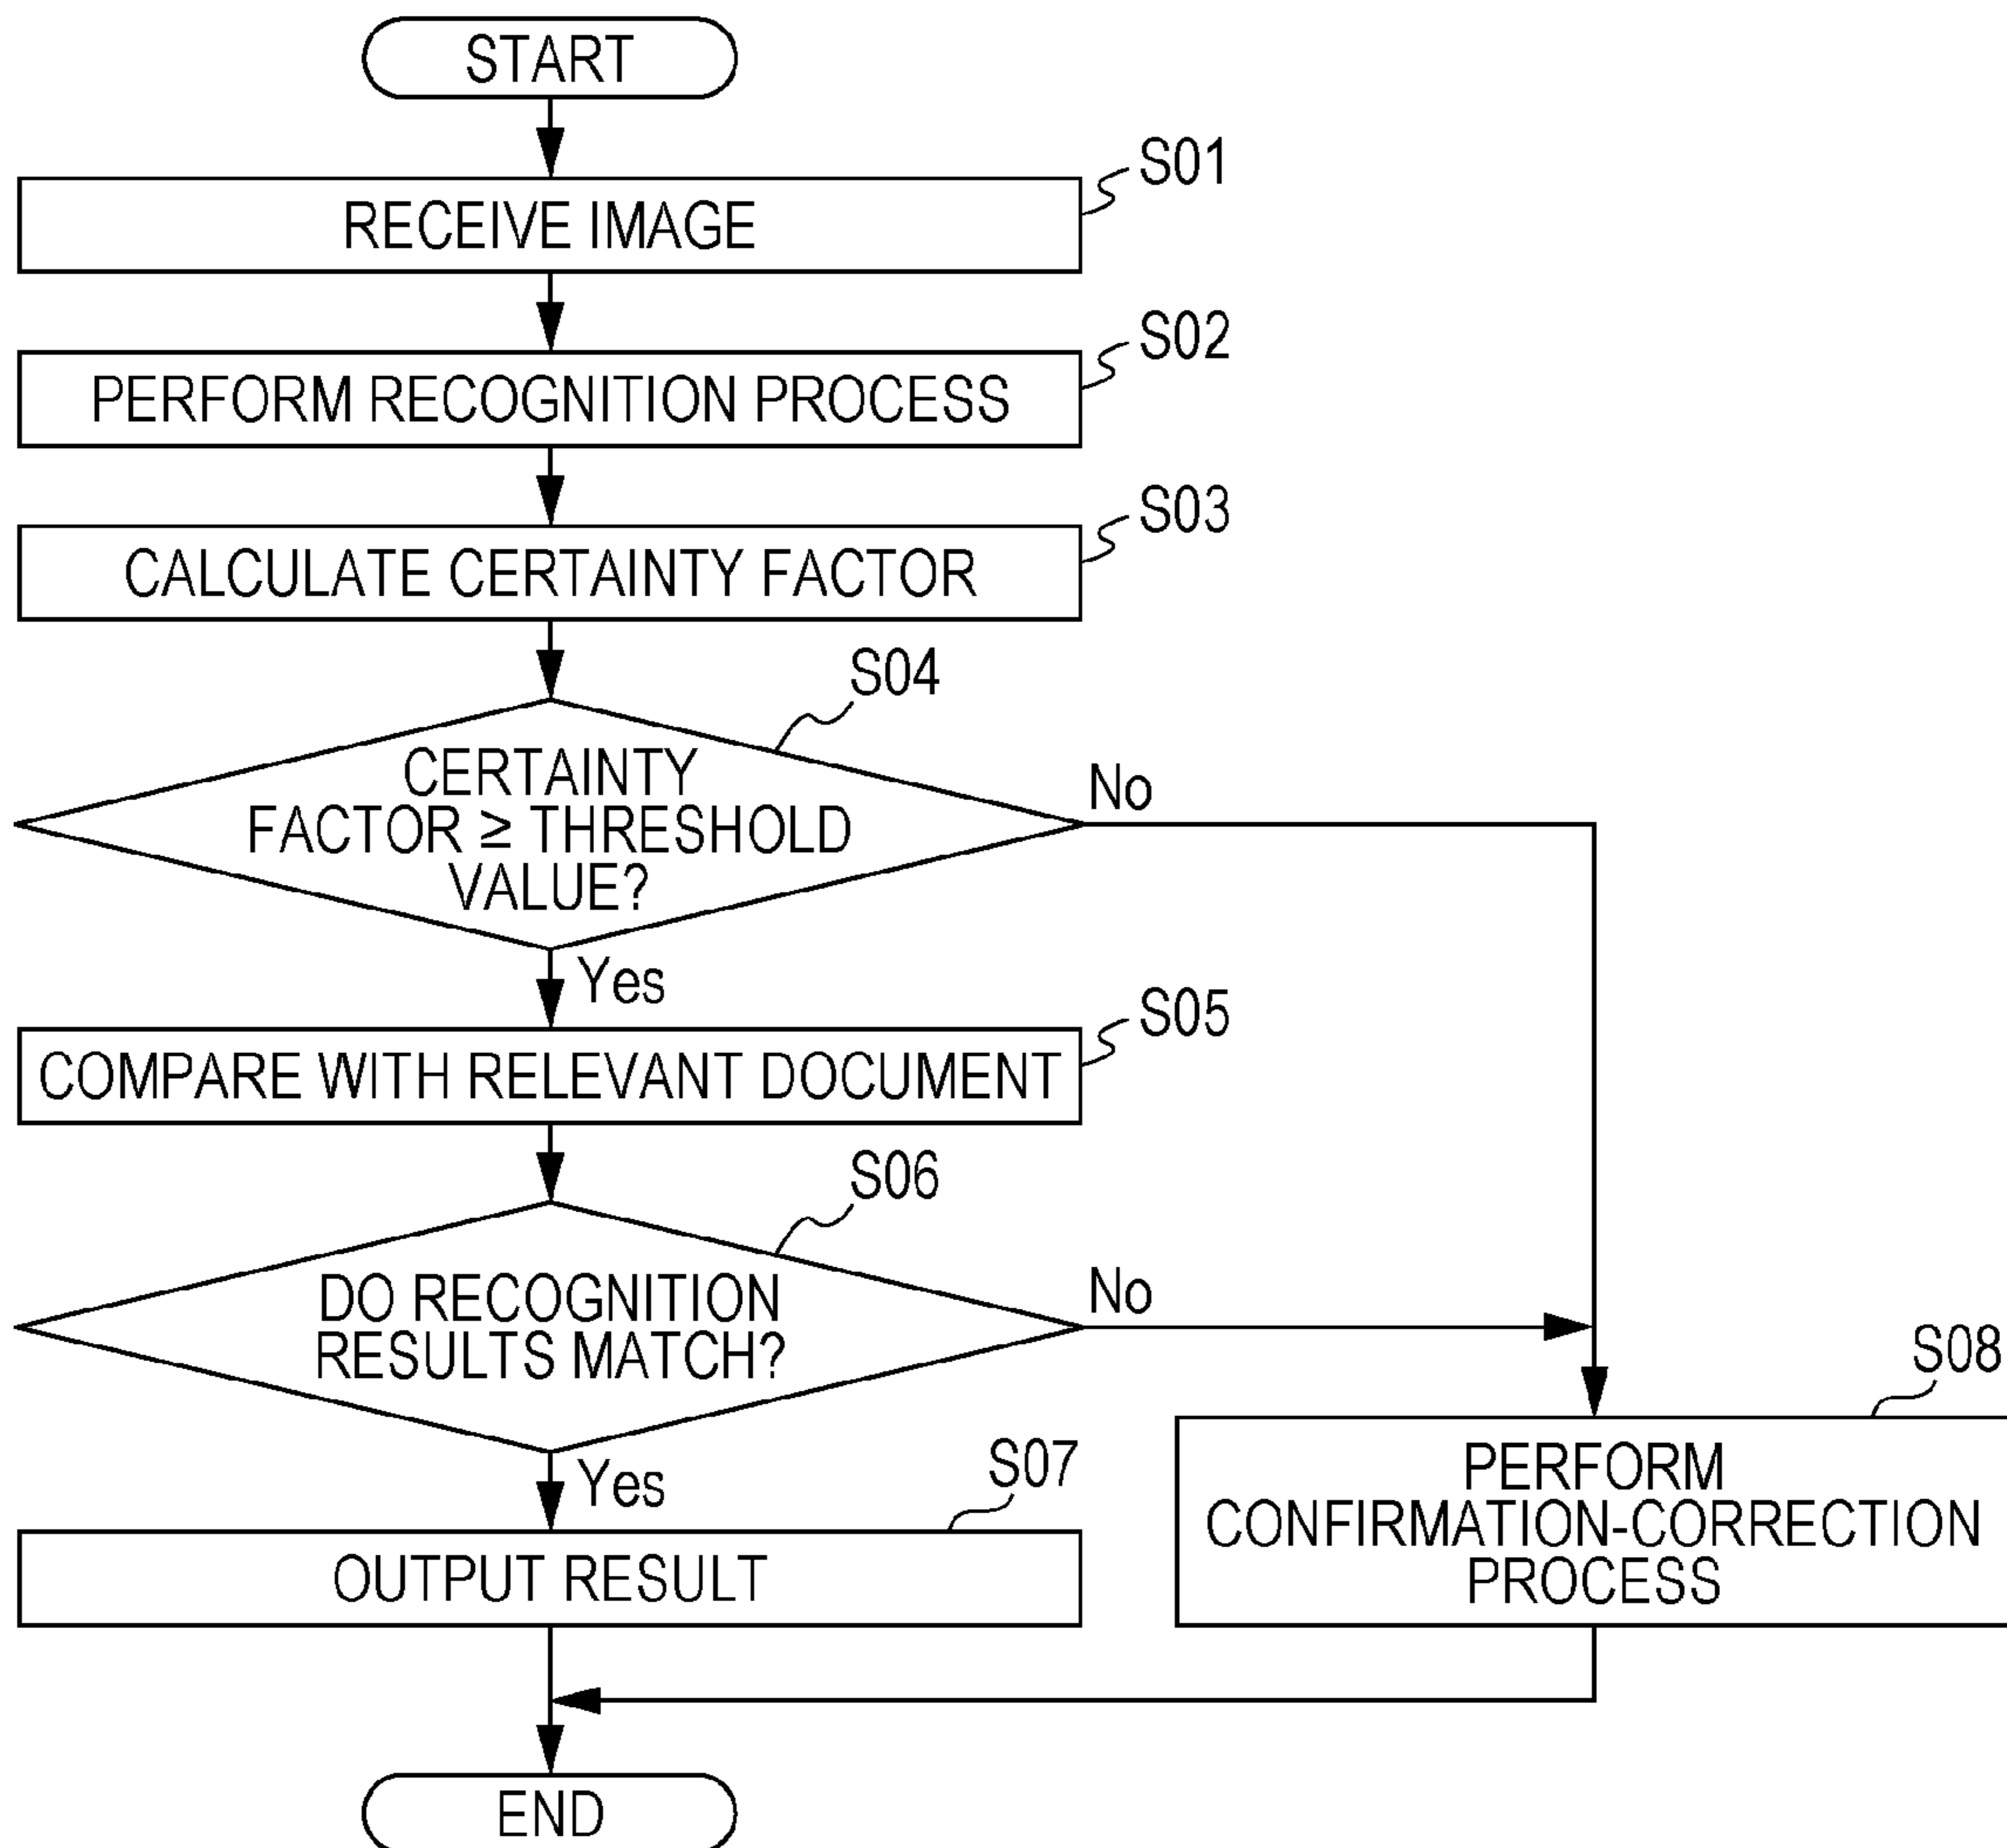 START
S01
RECEIVE IMAGE
S02
PERFORM RECOGNITION PROCESS
S03
CALCULATE CERTAINTY FACTOR
S04
CERTAINTY
FACTOR ≥ THRESHOLD
VALUE?
No
Yes
S05
COMPARE WITH RELEVANT DOCUMENT
S06
DO RECOGNITION
RESULTS MATCH?
No
Yes
S07
OUTPUT RESULT
S08
PERFORM
CONFIRMATION-CORRECTION
PROCESS
END